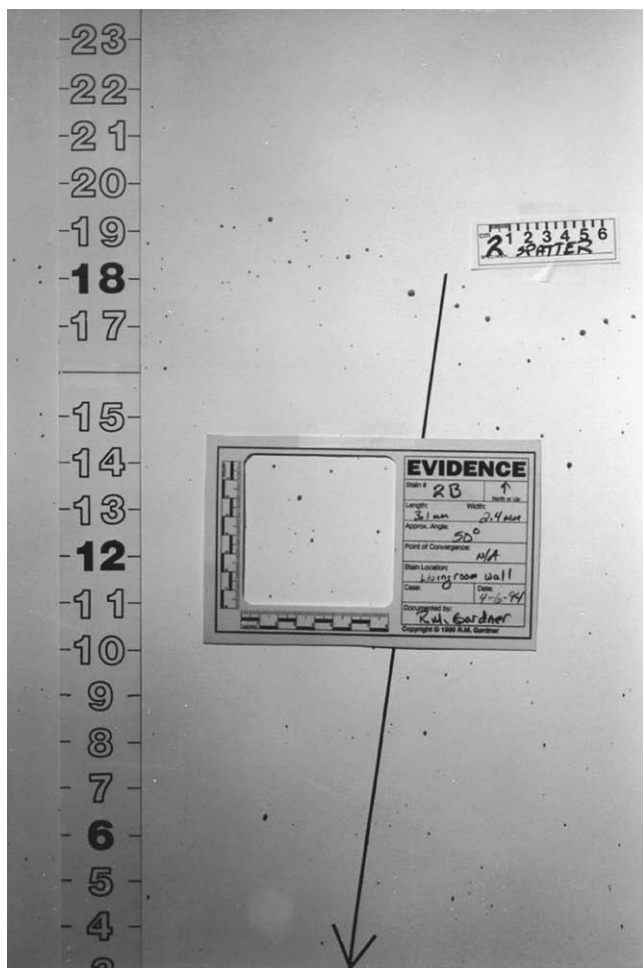 23
22
21
20
19
18
17
15
14
13
12
11
10
9
8
7
6
5
4
3
cm 1 2 3 4 5 6
2 SPATTER
EVIDENCE
Stain # 2B
North or Up
Length: 3.1 mm Width: 2.4 mm
Approx. Angle: 50°
Point of Convergence: N/A
Stain Location:
Livingroom wall
Case: Date: 4-6-94
Documented by:
R.M. Gardner
Copyright © 1990 R.M. Gardner